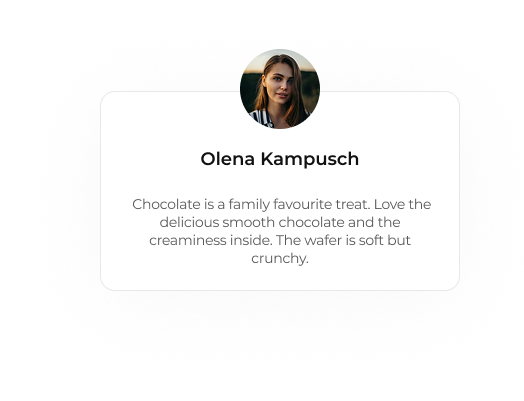 Olena Kampusch
Chocolate is a family favourite treat. Love the
delicious smooth chocolate and the
creaminess inside. The wafer is soft but
crunchy.